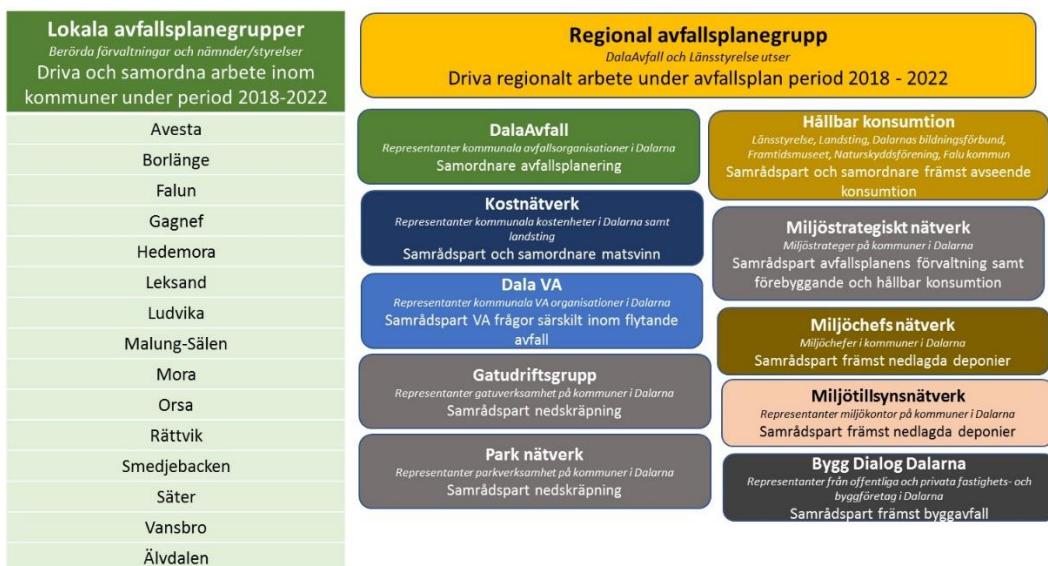 Lokala avfallsplanegrupper
Berörda förvaltningar och nämnder/styrelser
Driva och samordna arbete inom
kommuner under period 2018-2022
Avesta
Borlänge
Falun
Gagnef
Hedemora
Leksand
Ludvika
Malung-Sälen
Mora
Orsa
Rättvik
Smedjebacken
Säter
Vansbro
Älvdalen
Regional avfallsplanegrupp
DalaAvfall och Länsstyrelse utser
Driva regionalt arbete under avfallsplan period 2018 - 2022
DalaAvfall
Representanter kommunala avfallsorganisationer i Dalarna
Samordnare avfallsplanering
Kostnätverk
Representanter kommunala kostenheter i Dalarna samt
landsting
Samrådspart och samordnare matsvinn
Dala VA
Representanter kommunala VA organisationer i Dalarna
Samrådspart VA frågor särskilt inom flytande
avfall
Gatudriftsgrupp
Representanter gatuverksamhet på kommuner i Dalarna
Samrådspart nedskräpning
Park nätverk
Representanter parkverksamhet på kommuner i Dalarna
Samrådspart nedskräpning
Hållbar konsumtion
Länsstyrelse, Landsting, Dalarnas bildningsförbund,
Framtidsmuseet, Naturskyddsförening, Falu kommun
Samrådspart och samordnare främst avseende
konsumtion
Miljöstrategiskt nätverk
Miljöstrateger på kommuner i Dalarna
Samrådspart avfallsplanens förvaltning samt
förebyggande och hållbar konsumtion
Miljöchefs nätverk
Miljöchefer i kommuner i Dalarna
Samrådspart främst nedlagda deponier
Miljötillsynsnätverk
Representanter miljökontor på kommuner i Dalarna
Samrådspart främst nedlagda deponier
Bygg Dialog Dalarna
Representanter från offentliga och privata fastighets- och
byggföretag i Dalarna
Samrådspart främst byggavfall